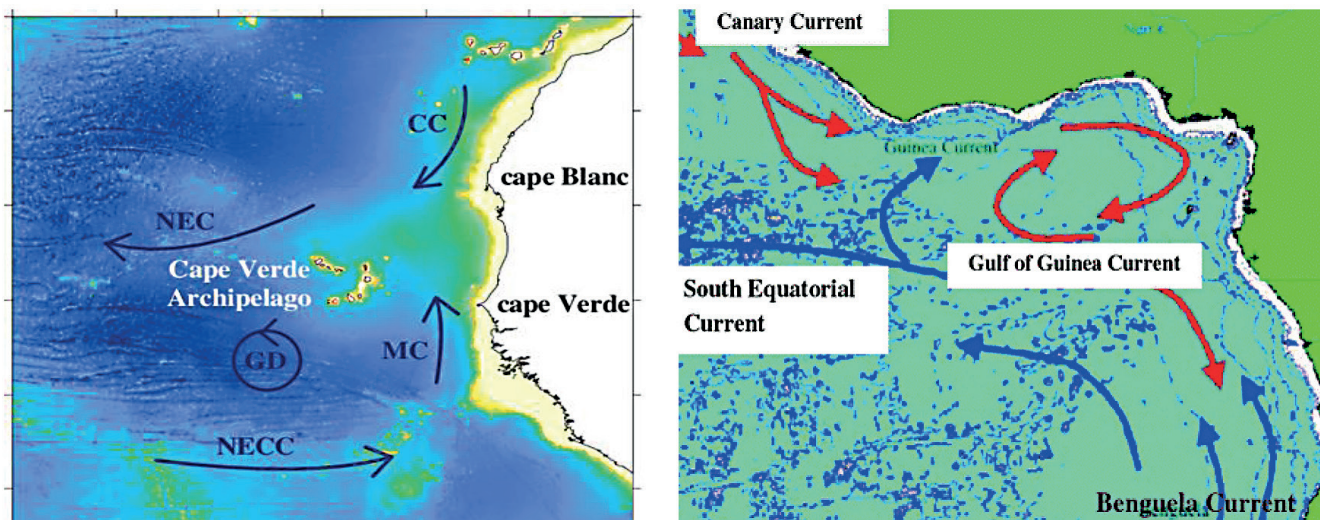 CC
cape Blanc
NEC
Cape Verde
Archipelago
cape Verde
GD
MC
NECC
Canary Current
Guinea Current
Gulf of Guinea Current
South Equatorial
Current
Benguela Current